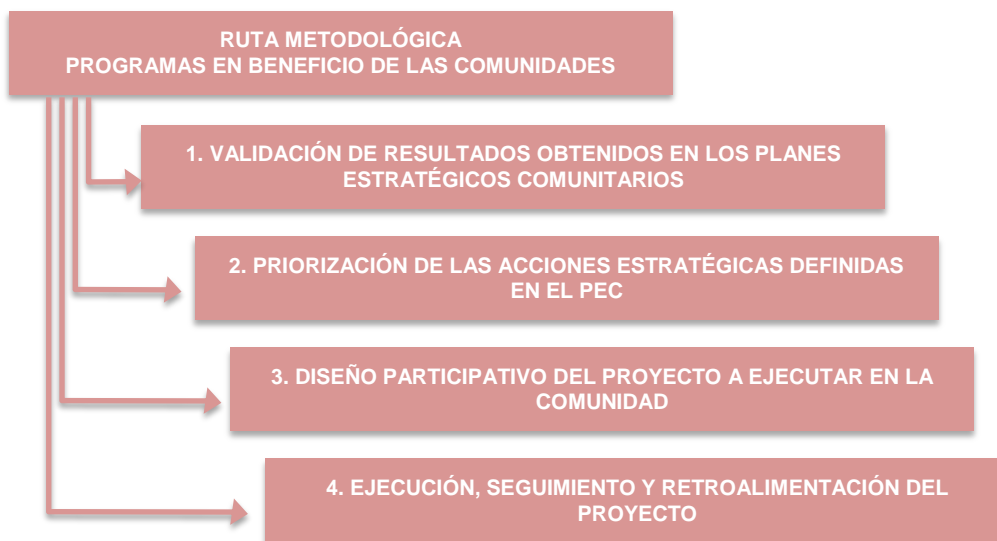 RUTA METODOLÓGICA
PROGRAMAS EN BENEFICIO DE LAS COMUNIDADES
1. VALIDACIÓN DE RESULTADOS OBTENIDOS EN LOS PLANES
ESTRATÉGICOS COMUNITARIOS
2. PRIORIZACIÓN DE LAS ACCIONES ESTRATÉGICAS DEFINIDAS
EN EL PEC
3. DISEÑO PARTICIPATIVO DEL PROYECTO A EJECUTAR EN LA
COMUNIDAD
4. EJECUCIÓN, SEGUIMIENTO Y RETROALIMENTACIÓN DEL
PROYECTO